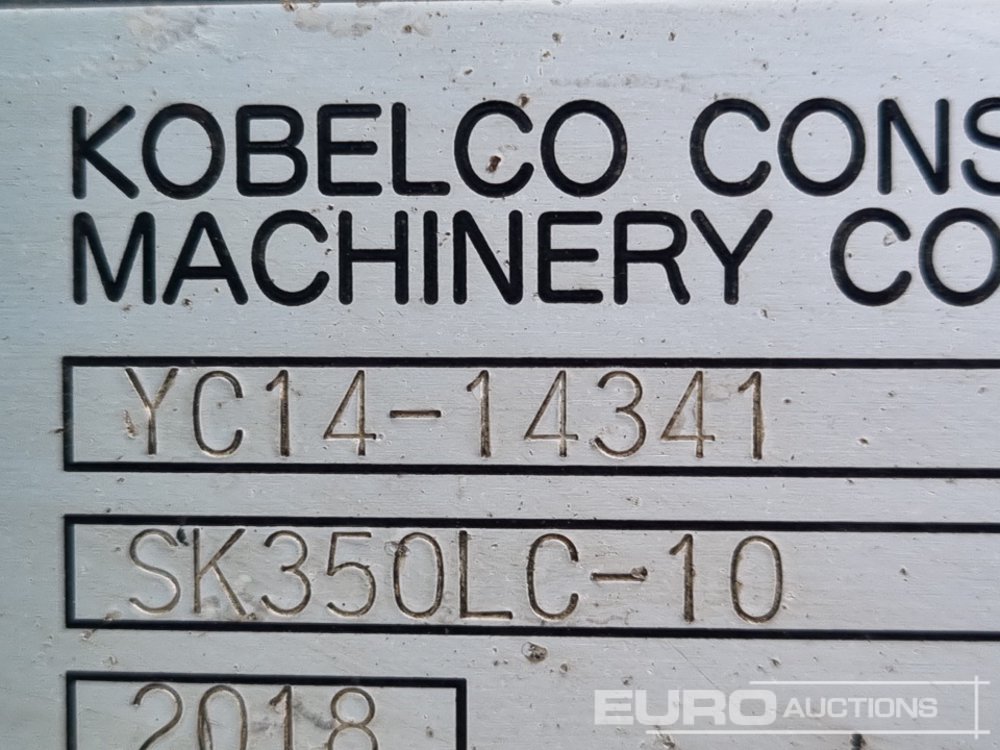 KOBELCO CONS
MACHINERY CO
YC14-14341
SK350LC-10
2018
EURO AUCTIONS